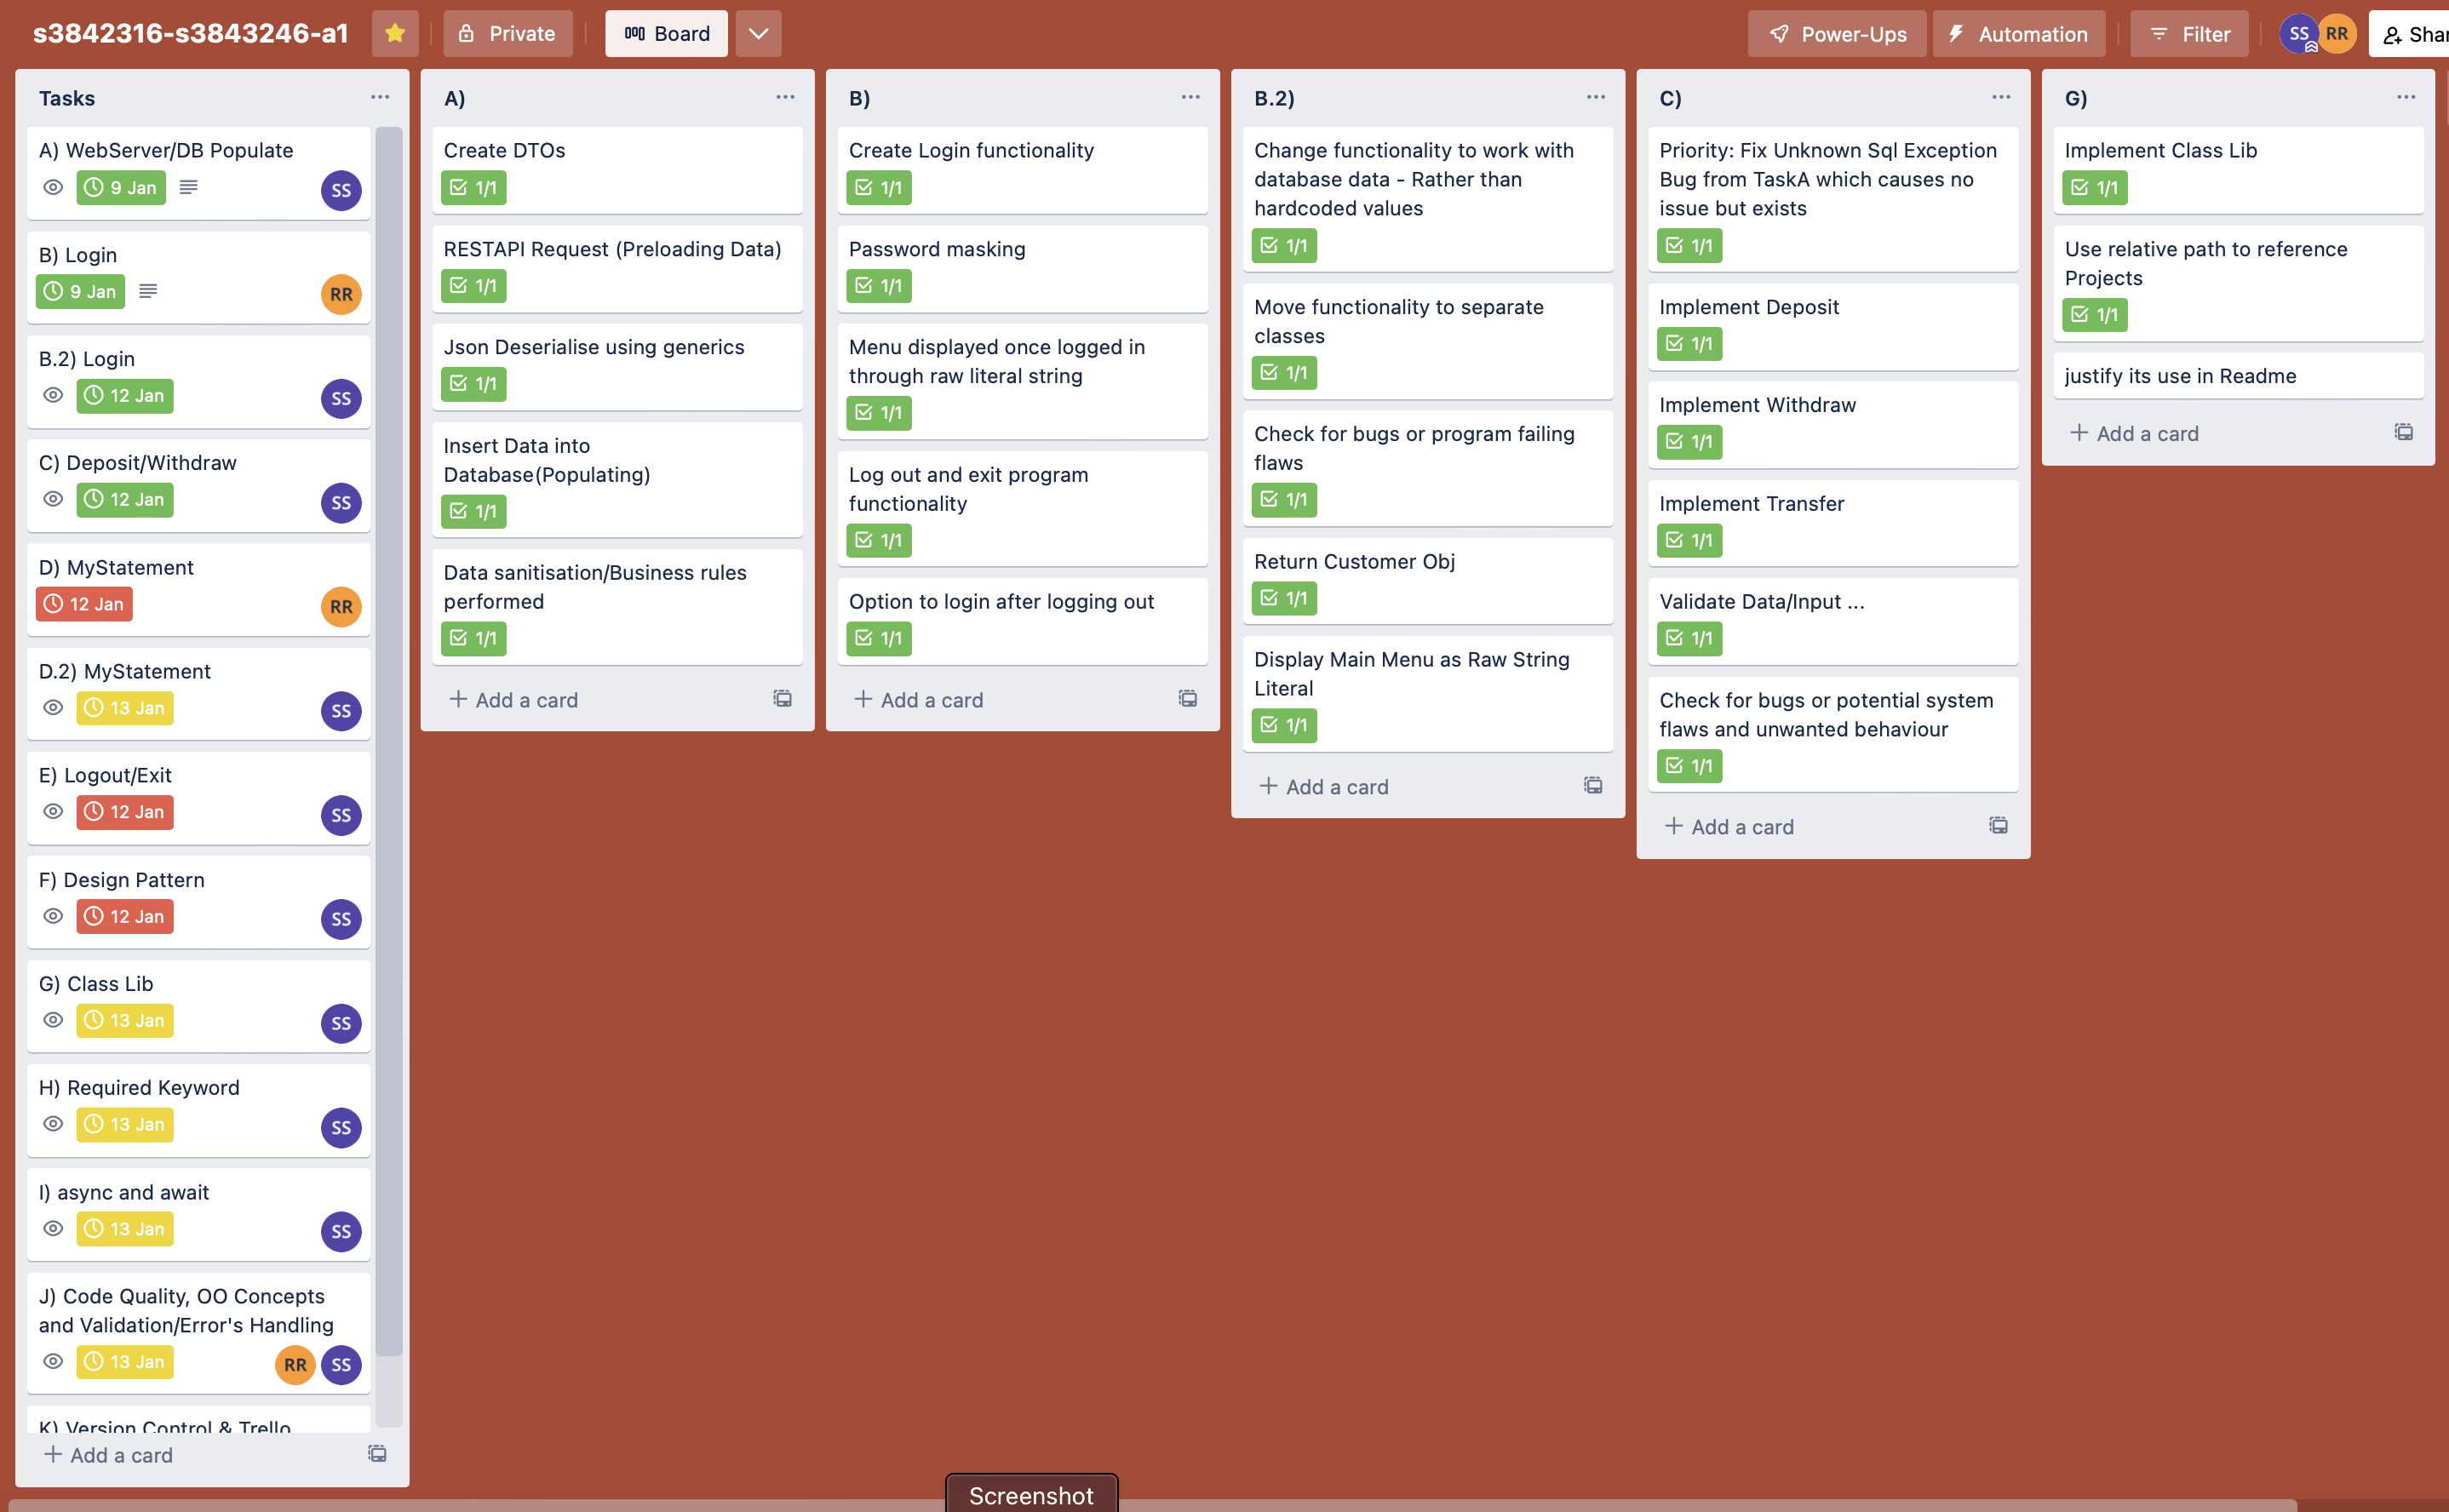 s3842316-s3843246-a1
Private
Board
Power-Ups
Automation
Filter
SS
RR
Shar
Tasks
A) WebServer/DB Populate
9 Jan
SS
B) Login
9 Jan
RR
B.2) Login
12 Jan
SS
C) Deposit/Withdraw
12 Jan
SS
D) MyStatement
12 Jan
RR
D.2) MyStatement
13 Jan
SS
E) Logout/Exit
12 Jan
SS
F) Design Pattern
12 Jan
SS
G) Class Lib
13 Jan
SS
H) Required Keyword
13 Jan
SS
I) async and await
13 Jan
SS
J) Code Quality, OO Concepts
and Validation/Error's Handling
13 Jan
RR
SS
K) Version Control & Trello
+ Add a card
A)
Create DTOs
1/1
RESTAPI Request (Preloading Data)
1/1
Json Deserialise using generics
1/1
Insert Data into
Database(Populating)
1/1
Data sanitisation/Business rules
performed
1/1
+ Add a card
B)
Create Login functionality
1/1
Password masking
1/1
Menu displayed once logged in
through raw literal string
1/1
Log out and exit program
functionality
1/1
Option to login after logging out
1/1
+ Add a card
B.2)
Change functionality to work with
database data - Rather than
hardcoded values
1/1
Move functionality to separate
classes
1/1
Check for bugs or program failing
flaws
1/1
Return Customer Obj
1/1
Display Main Menu as Raw String
Literal
1/1
+ Add a card
C)
Priority: Fix Unknown Sql Exception
Bug from TaskA which causes no
issue but exists
1/1
Implement Deposit
1/1
Implement Withdraw
1/1
Implement Transfer
1/1
Validate Data/Input ...
1/1
Check for bugs or potential system
flaws and unwanted behaviour
1/1
+ Add a card
G)
Implement Class Lib
1/1
Use relative path to reference
Projects
1/1
justify its use in Readme
+ Add a card
Screenshot